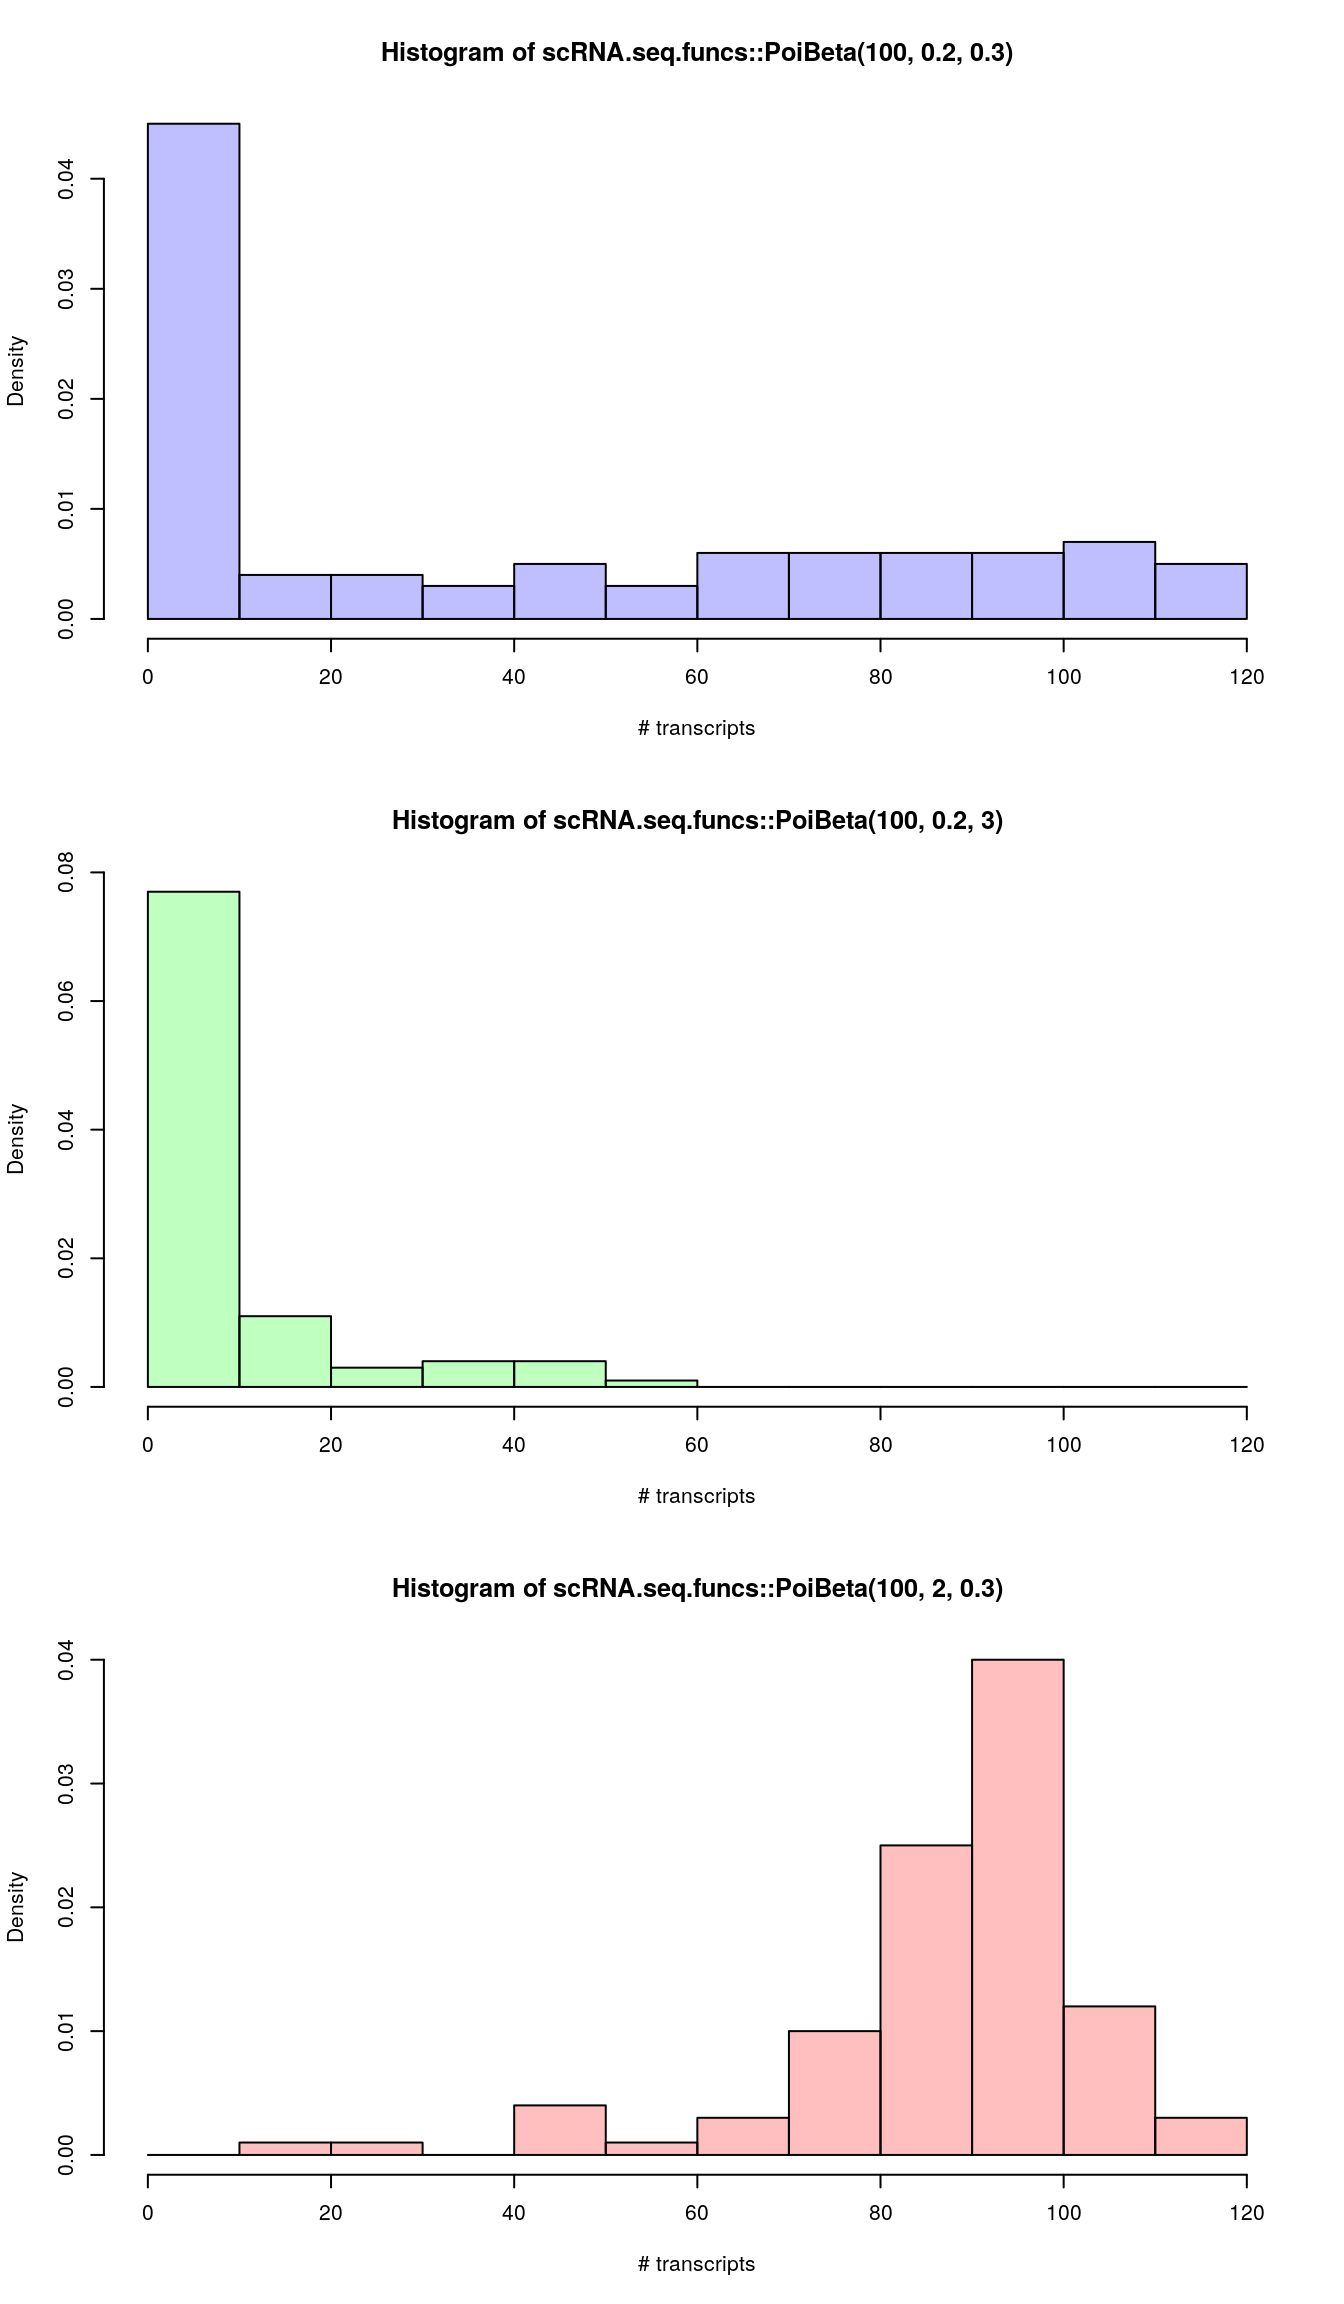 Histogram of scRNA.seq.funcs::PoiBeta(100, 0.2, 0.3)
Density
0.00 0.01 0.02 0.03 0.04
0 20 40 60 80 100 120
# transcripts
Histogram of scRNA.seq.funcs::PoiBeta(100, 0.2, 3)
Density
0.00 0.02 0.04 0.06 0.08
0 20 40 60 80 100 120
# transcripts
Histogram of scRNA.seq.funcs::PoiBeta(100, 2, 0.3)
Density
0.00 0.01 0.02 0.03 0.04
0 20 40 60 80 100 120
# transcripts